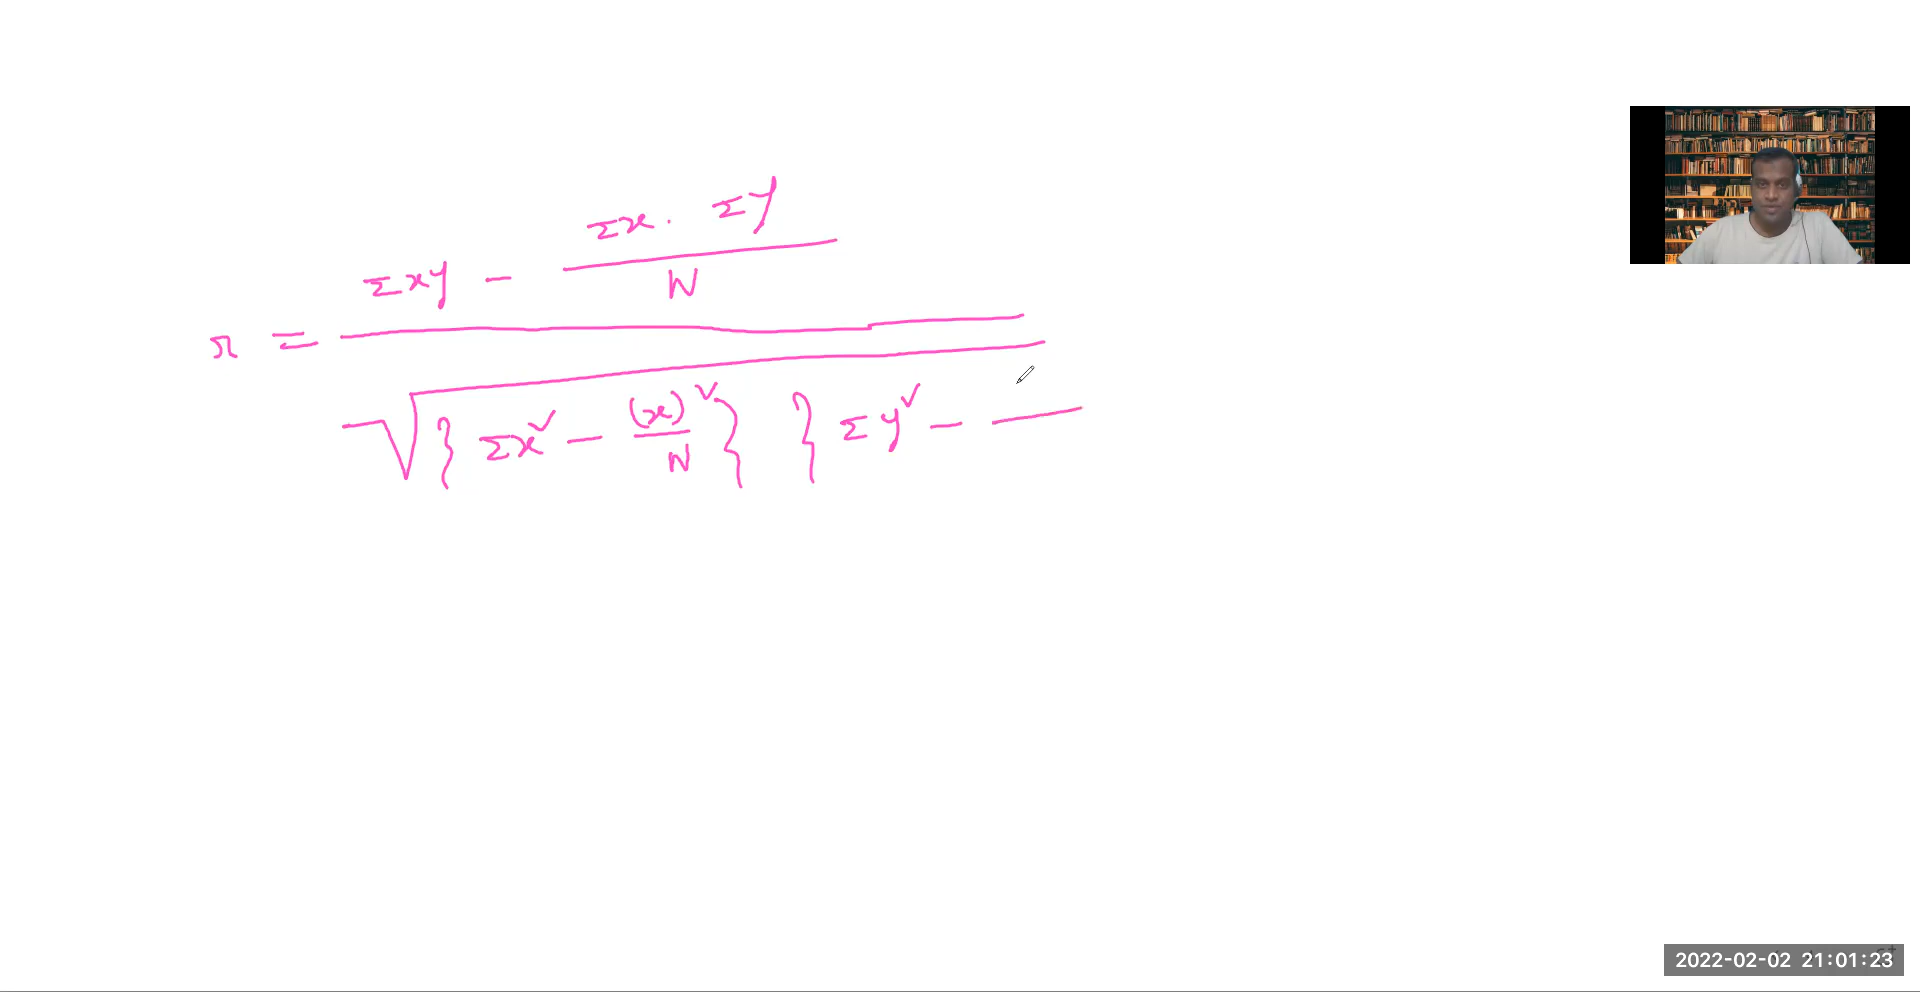 r = (Σxy - (Σx . Σy) / N) / √{Σx² - (x)² / N} {Σy² - ―
2022-02-02 21:01:23